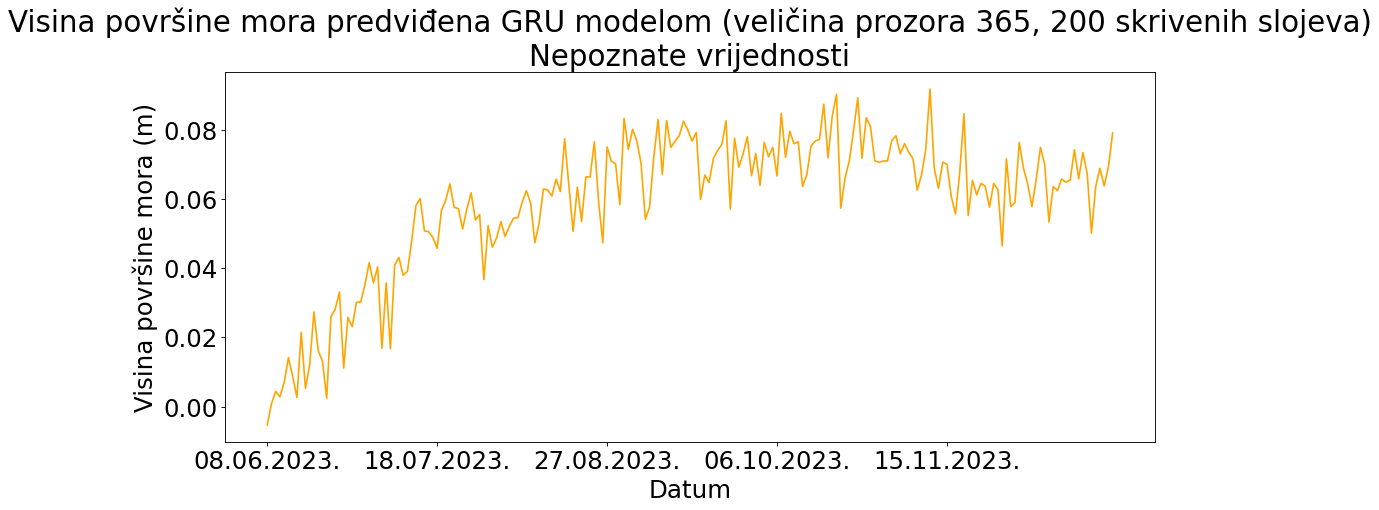 Visina površine mora predviđena GRU modelom (veličina prozora 365, 200 skrivenih slojeva)
Nepoznate vrijednosti
Visina površine mora (m)
0.08
0.06
0.04
0.02
0.00
08.06.2023. 18.07.2023. 27.08.2023. 06.10.2023. 15.11.2023.
Datum